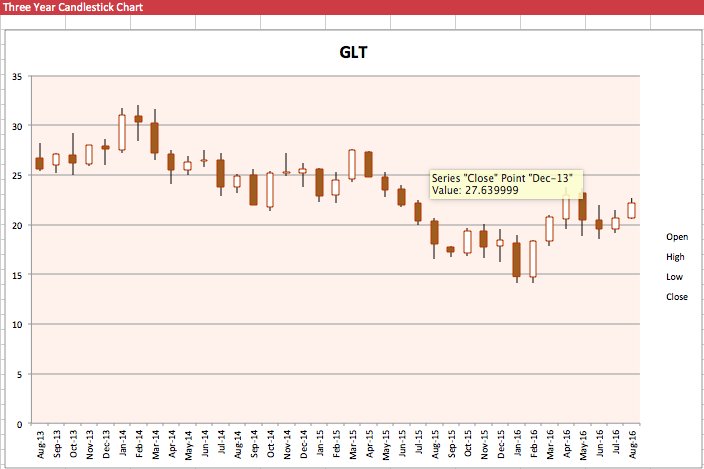 Three Year Candlestick Chart
GLT
35
30
25
20
15
10
5
0
Series "Close" Point "Dec-13"
Value: 27.639999
Open
High
Low
Close
Aug-13
Sep-13
Oct-13
Nov-13
Dec-13
Jan-14
Feb-14
Mar-14
Apr-14
May-14
Jun-14
Jul-14
Aug-14
Sep-14
Oct-14
Nov-14
Dec-14
Jan-15
Feb-15
Mar-15
Apr-15
May-15
Jun-15
Jul-15
Aug-15
Sep-15
Oct-15
Nov-15
Dec-15
Jan-16
Feb-16
Mar-16
Apr-16
May-16
Jun-16
Jul-16
Aug-16